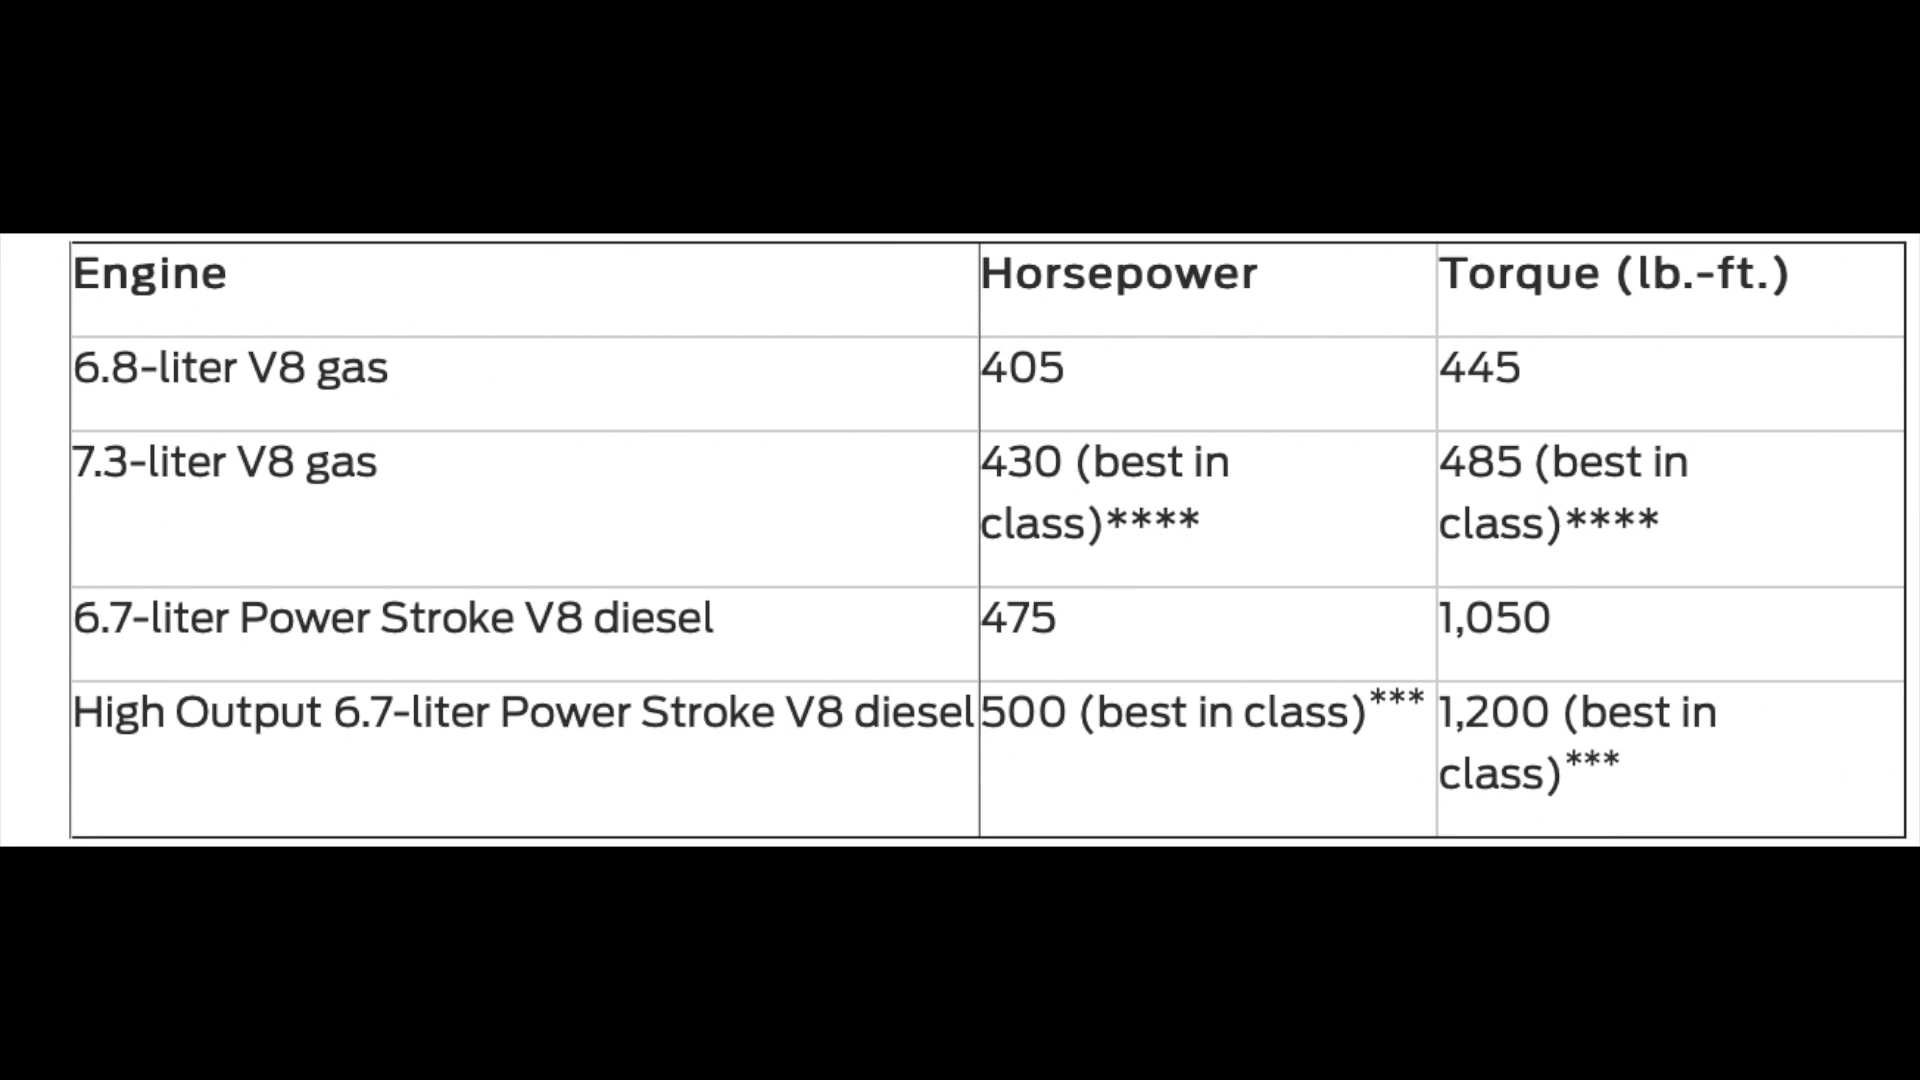 Engine Horsepower Torque (lb.-ft.)
6.8-liter V8 gas 405 445
7.3-liter V8 gas 430 (best in 485 (best in
class)**** class)****
6.7-liter Power Stroke V8 diesel 475 1,050
High Output 6.7-liter Power Stroke V8 diesel 500 (best in class)*** 1,200 (best in
class)***